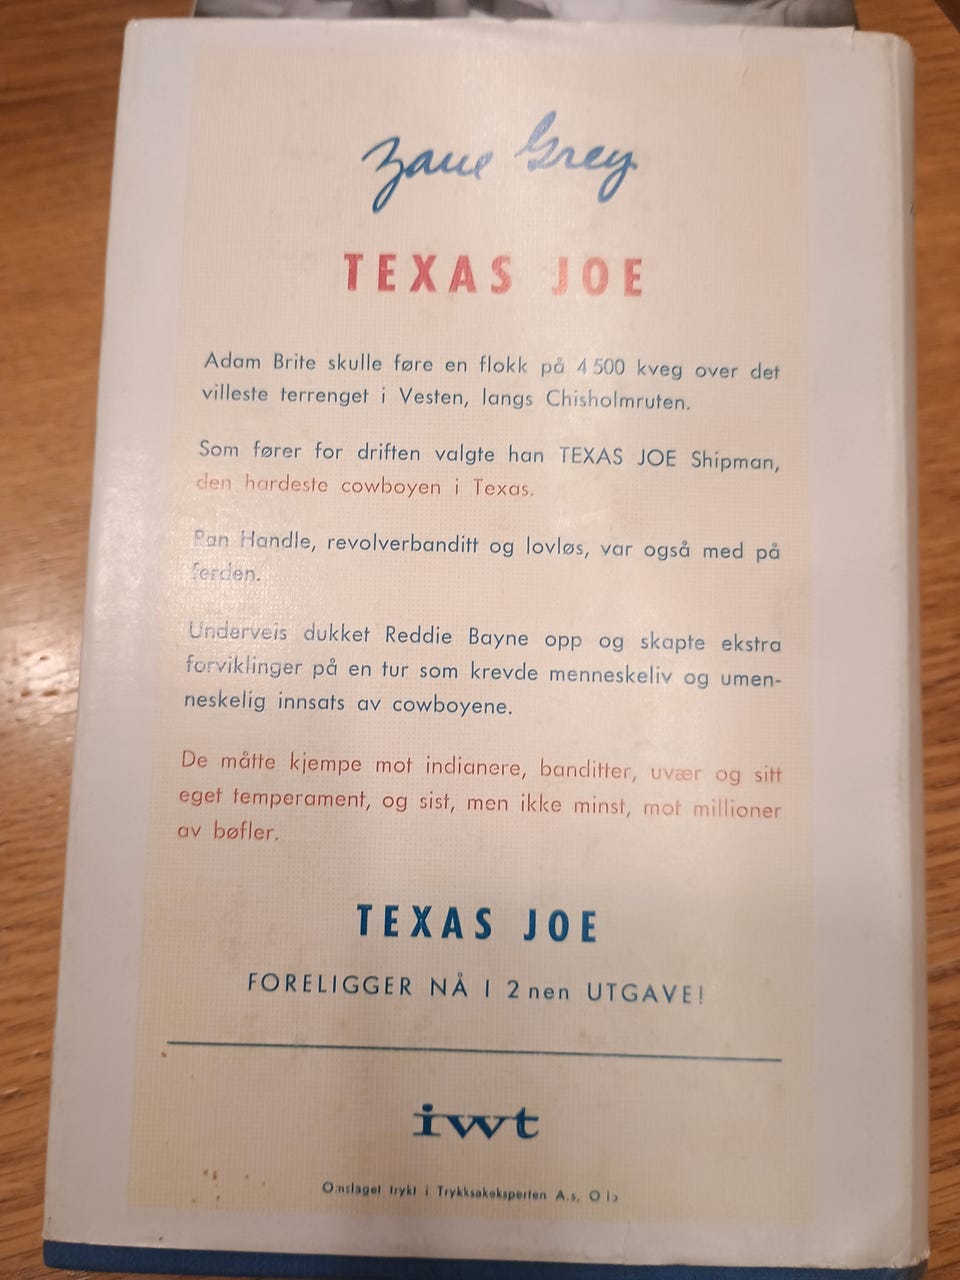 Zane Grey
TEXAS JOE
Adam Brite skulle føre en flokk på 4 500 kveg over det
villeste terrenget i Vesten, langs Chisholmruten.
Som fører for driften valgte han TEXAS JOE Shipman,
den hardeste cowboyen i Texas.
Pan Handle, revolverbanditt og lovløs, var også med på
ferden.
Underveis dukket Reddie Bayne opp og skapte ekstra
forviklinger på en tur som krevde menneskeliv og umen-
neskelig innsats av cowboyene.
De måtte kjempe mot indianere, banditter, uvær og sitt
eget temperament, og sist, men ikke minst, mot millioner
av bøfler.
TEXAS JOE
FORELIGGER NÅ I 2 nen UTGAVE!
iwt
Omslaget trykt i Trykksakeksperten A.s, Oslo